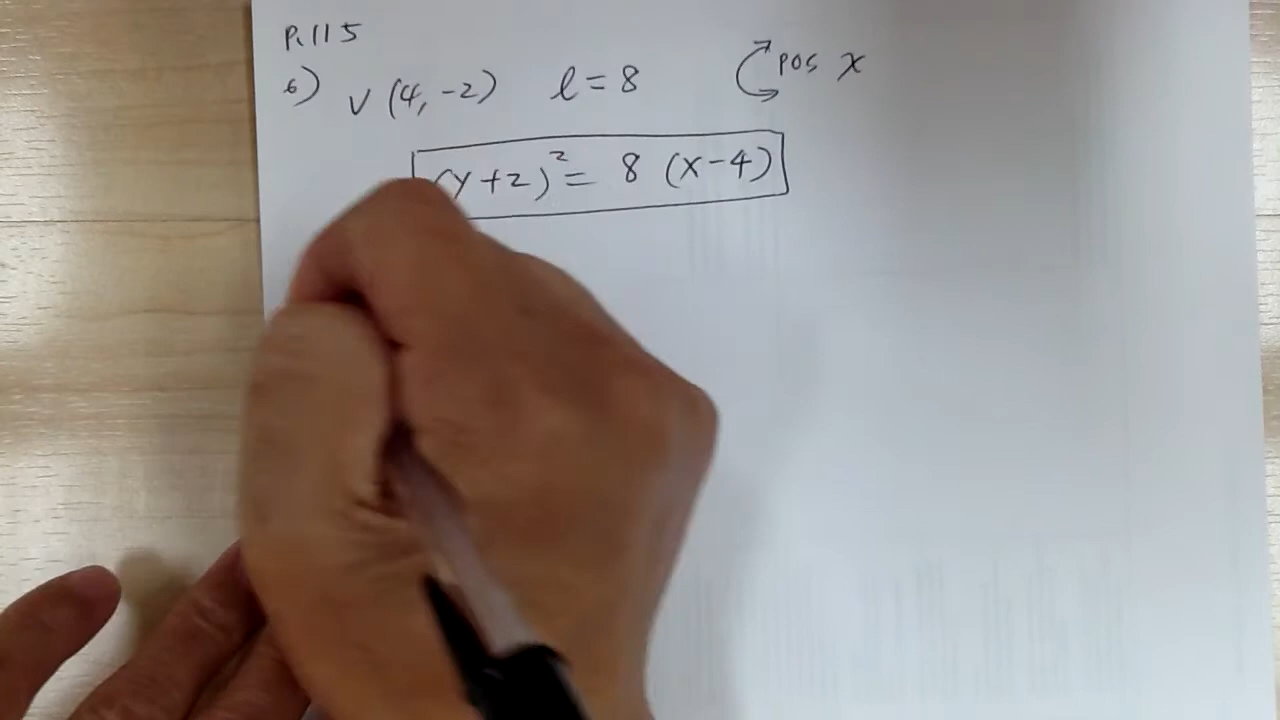 P.115
6) V (4, -2) l = 8 pos x
(y+2)² = 8 (x-4)